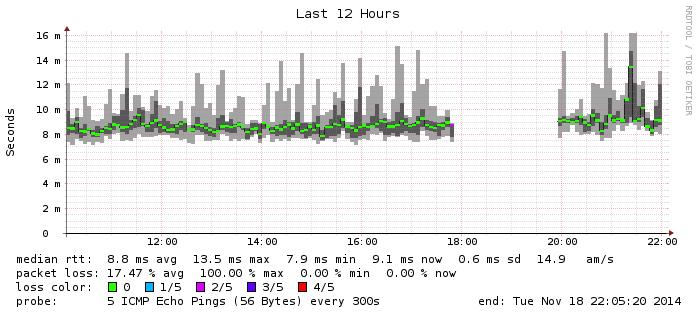 Last 12 Hours
RRDTOOL / TOBI OETIKER
Seconds
16 m
14 m
12 m
10 m
8 m
6 m
4 m
2 m
0
12:00 14:00 16:00 18:00 20:00 22:00
median rtt: 8.8 ms avg 13.5 ms max 7.9 ms min 9.1 ms now 0.6 ms sd 14.9 am/s
packet loss: 17.47 % avg 100.00 % max 0.00 % min 0.00 % now
loss color: 0 1/5 2/5 3/5 4/5
probe: 5 ICMP Echo Pings (56 Bytes) every 300s end: Tue Nov 18 22:05:20 2014